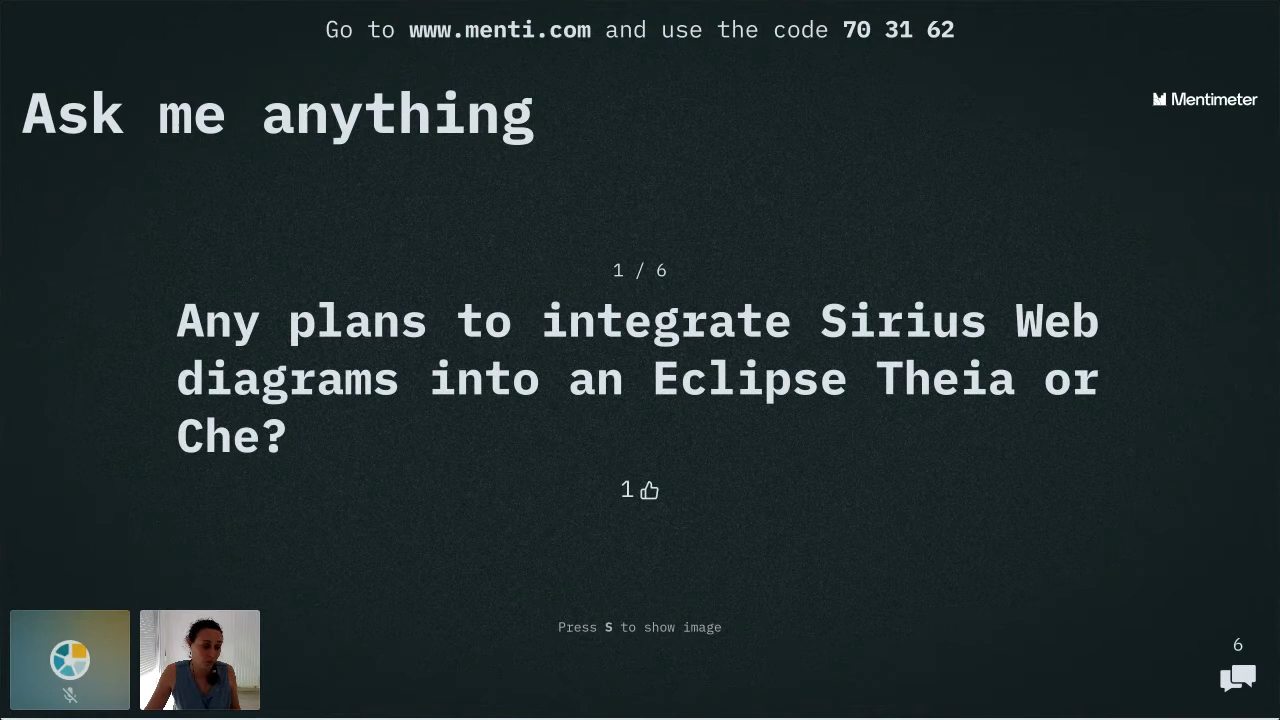 Go to www.menti.com and use the code 70 31 62
Ask me anything
Mentimeter
1 / 6
Any plans to integrate Sirius Web
diagrams into an Eclipse Theia or
Che?
1
Press S to show image
6